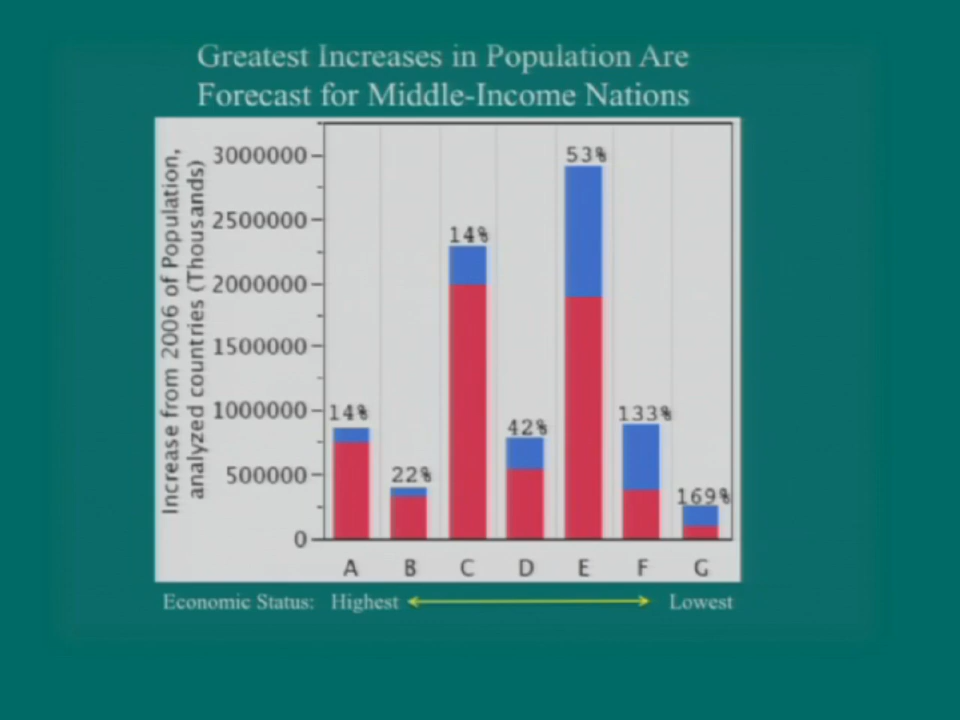 Greatest Increases in Population Are
Forecast for Middle-Income Nations
Increase from 2006 of Population,
analyzed countries (Thousands)
3000000
2500000
2000000
1500000
1000000
500000
0
14%
22%
14%
42%
53%
133%
169%
A B C D E F G
Economic Status: Highest Lowest